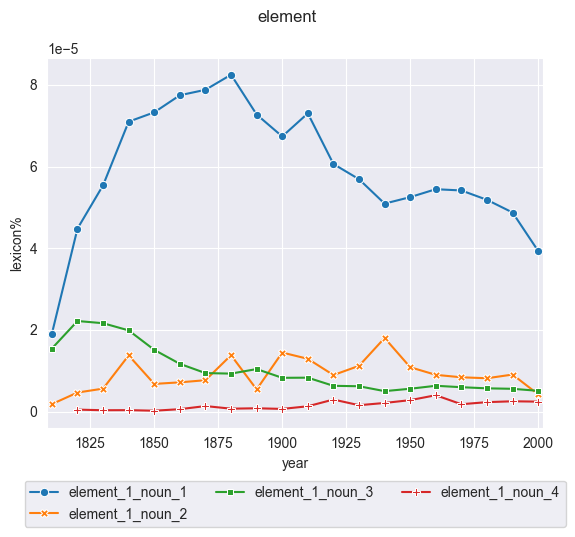 element
1e−5
8
6
4
2
0
lexicon%
1825 1850 1875 1900 1925 1950 1975 2000
year
element_1_noun_1 element_1_noun_3 element_1_noun_4
element_1_noun_2